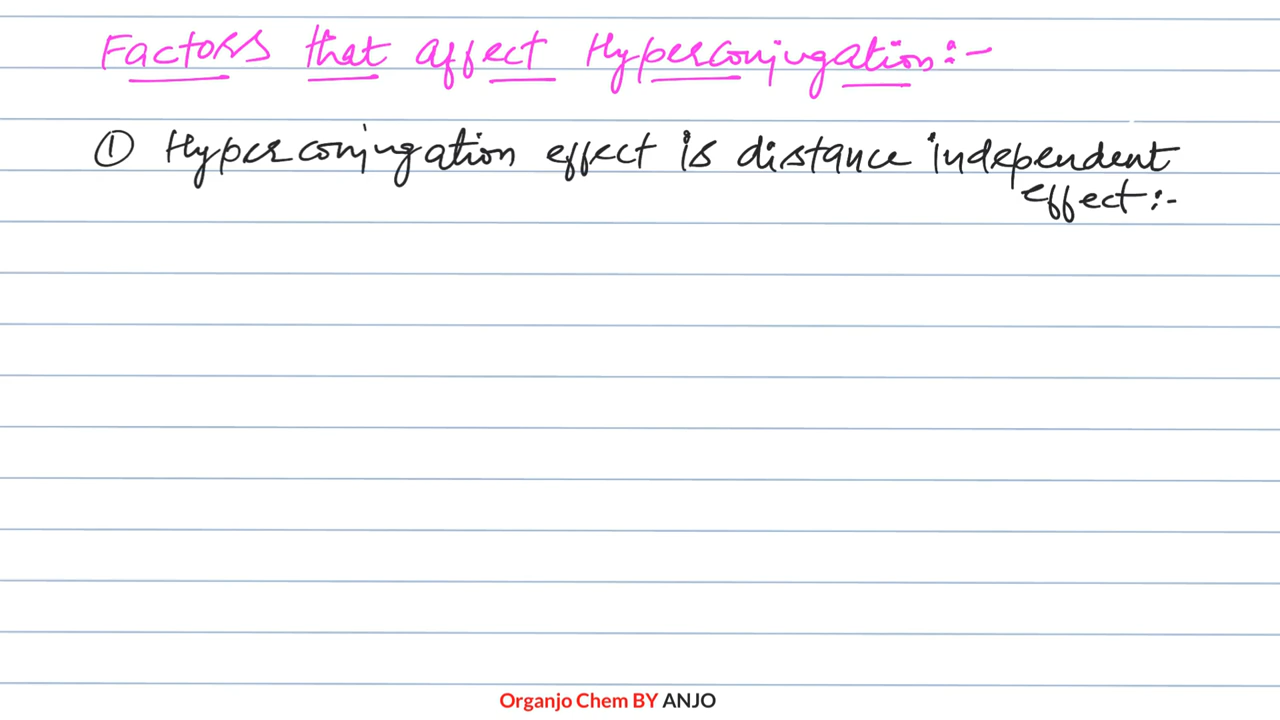 Factors that affect Hyperconjugation:-
① Hyperconjugation effect is distance independent
effect:-
Organjo Chem BY ANJO